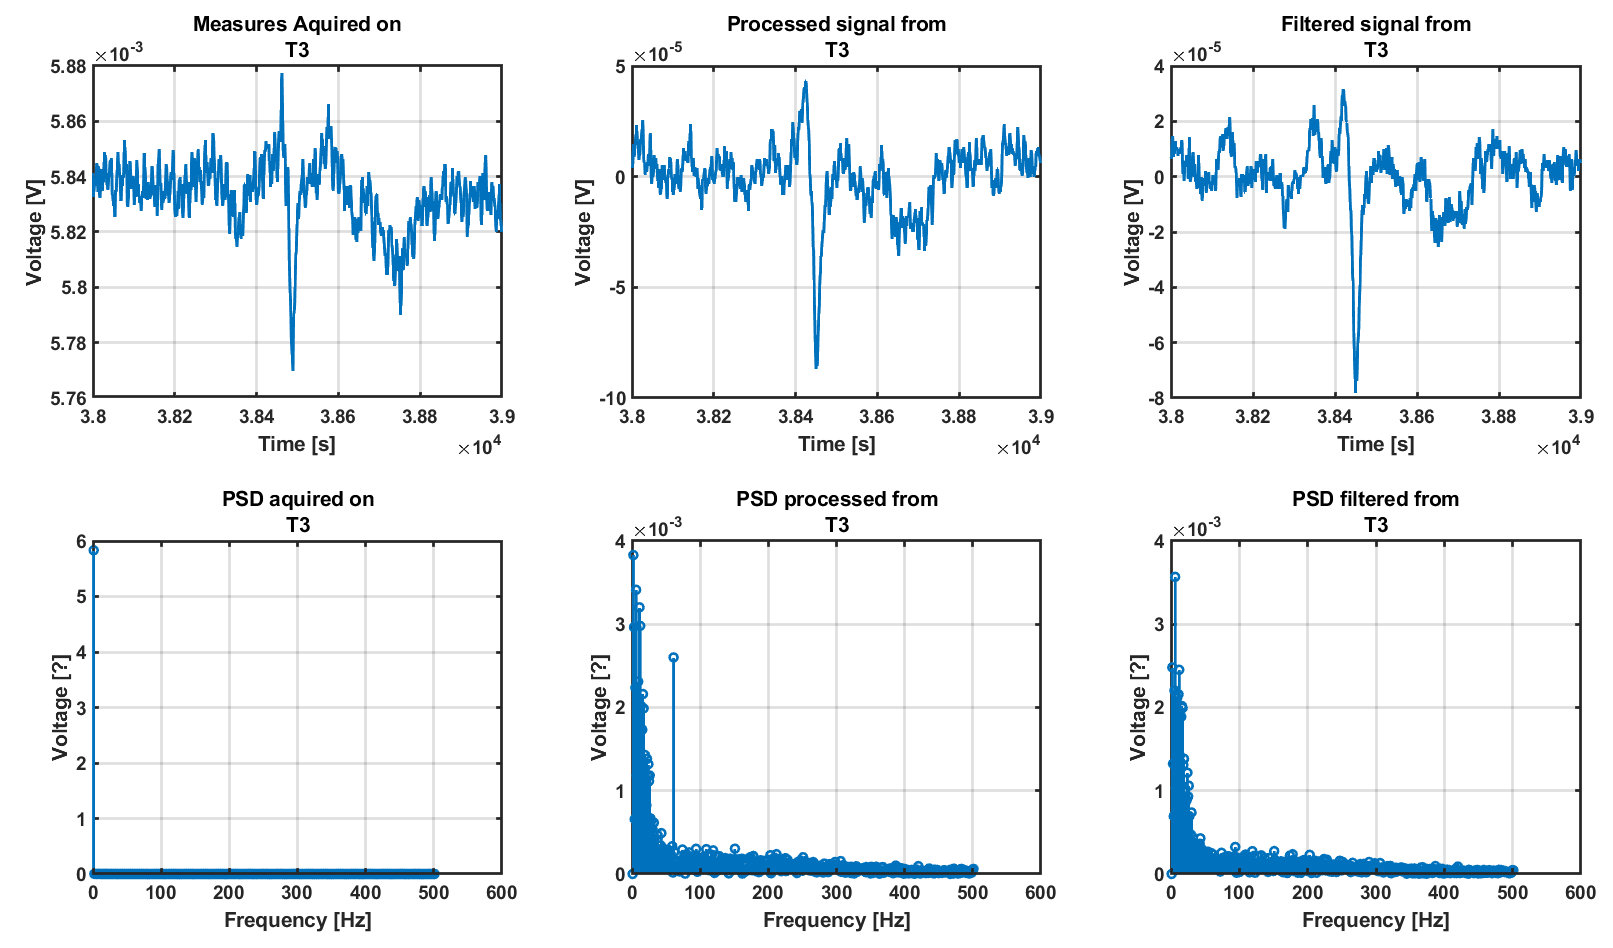 Measures Aquired on
T3
×10-3
5.88
5.86
5.84
5.82
5.8
5.78
5.76
Voltage [V]
3.8 3.82 3.84 3.86 3.88 3.9
Time [s]
×104
Processed signal from
T3
×10-5
5
0
-5
-10
Voltage [V]
3.8 3.82 3.84 3.86 3.88 3.9
Time [s]
×104
Filtered signal from
T3
×10-5
4
2
0
-2
-4
-6
-8
Voltage [V]
3.8 3.82 3.84 3.86 3.88 3.9
Time [s]
×104
PSD aquired on
T3
6
5
4
3
2
1
0
Voltage [?]
0 100 200 300 400 500 600
Frequency [Hz]
PSD processed from
T3
×10-3
4
3
2
1
0
Voltage [?]
0 100 200 300 400 500 600
Frequency [Hz]
PSD filtered from
T3
×10-3
4
3
2
1
0
Voltage [?]
0 100 200 300 400 500 600
Frequency [Hz]